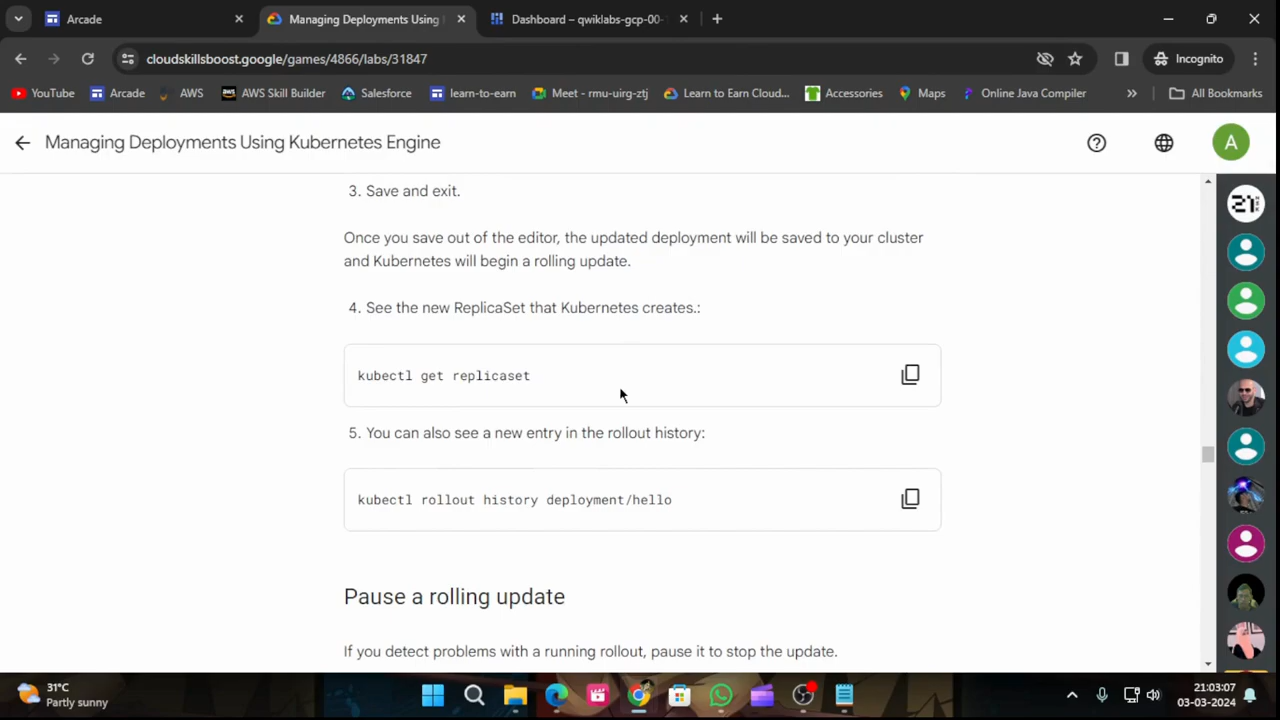 Arcade
Managing Deployments Using
Dashboard – qwiklabs-gcp-00-
cloudskillsboost.google/games/4866/labs/31847
Incognito
YouTube
Arcade
AWS
AWS Skill Builder
Salesforce
learn-to-earn
Meet - rmu-uirg-ztj
Learn to Earn Cloud...
Accessories
Maps
Online Java Compiler
»
All Bookmarks
Managing Deployments Using Kubernetes Engine
A
3. Save and exit.
Once you save out of the editor, the updated deployment will be saved to your cluster
and Kubernetes will begin a rolling update.
4. See the new ReplicaSet that Kubernetes creates.:
kubectl get replicaset
5. You can also see a new entry in the rollout history:
kubectl rollout history deployment/hello
Pause a rolling update
If you detect problems with a running rollout, pause it to stop the update.
31°C
Partly sunny
21:03:07
03-03-2024